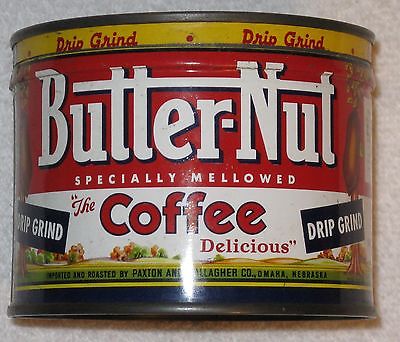 Drip Grind Drip Grind
Butter-Nut
SPECIALLY MELLOWED
"The
Coffee
Delicious"
DRIP GRIND
DRIP GRIND
IMPORTED AND ROASTED BY PAXTON AND GALLAGHER CO., OMAHA, NEBRASKA